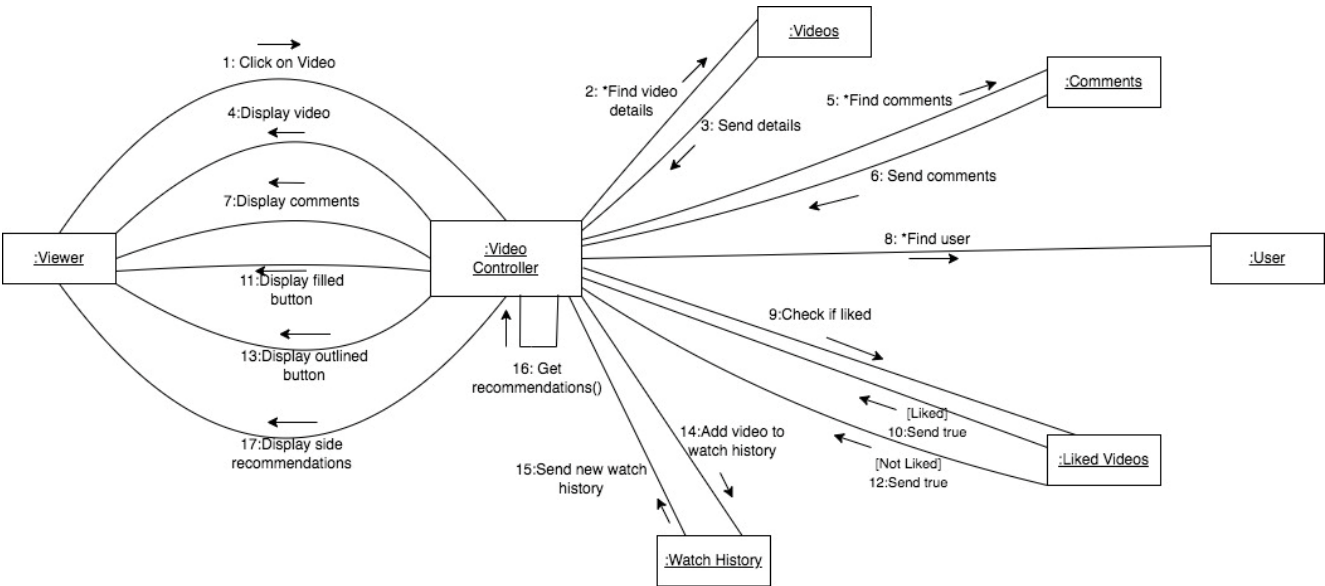 :Videos
1: Click on Video
:Comments
2: *Find video
details
5: *Find comments
4:Display video
3: Send details
6: Send comments
7:Display comments
8: *Find user
:Viewer
:Video
Controller
:User
11:Display filled
button
9:Check if liked
13:Display outlined
button
16: Get
recommendations()
[Liked]
10:Send true
17:Display side
recommendations
14:Add video to
watch history
[Not Liked]
12:Send true
:Liked Videos
15:Send new watch
history
:Watch History